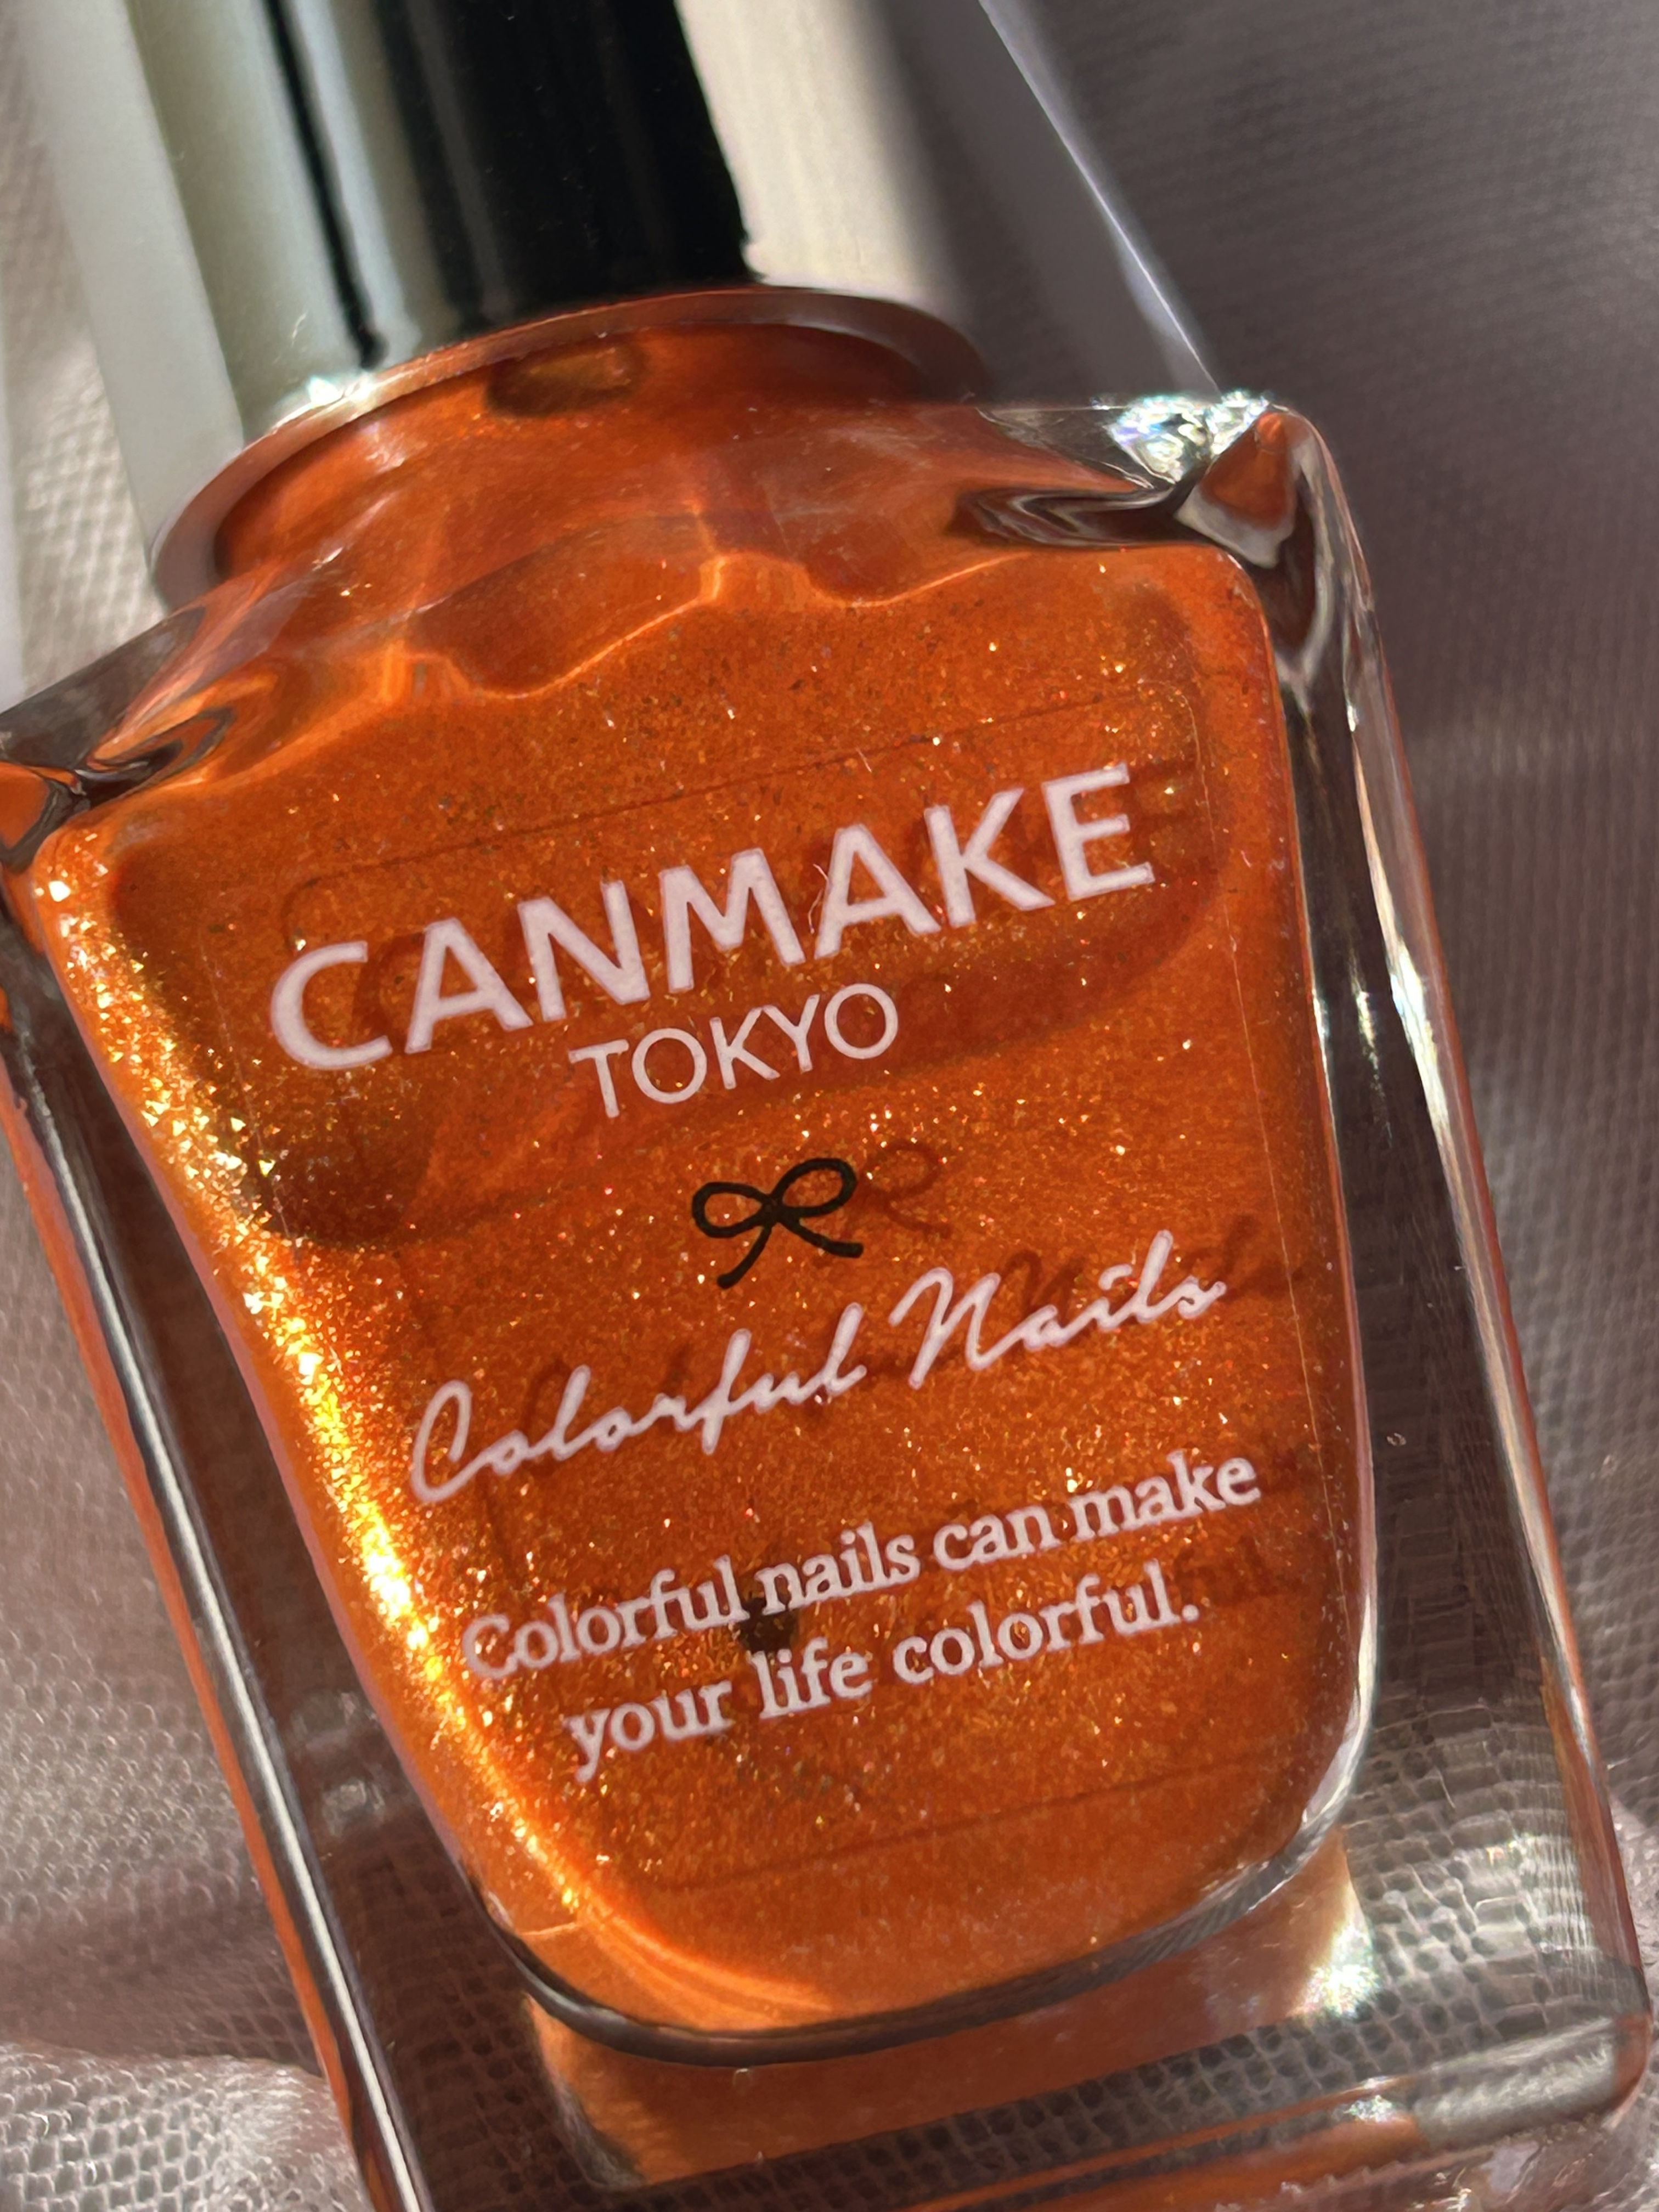 CANMAKE
TOKYO
Colorful Nails
Colorful nails can make
your life colorful.